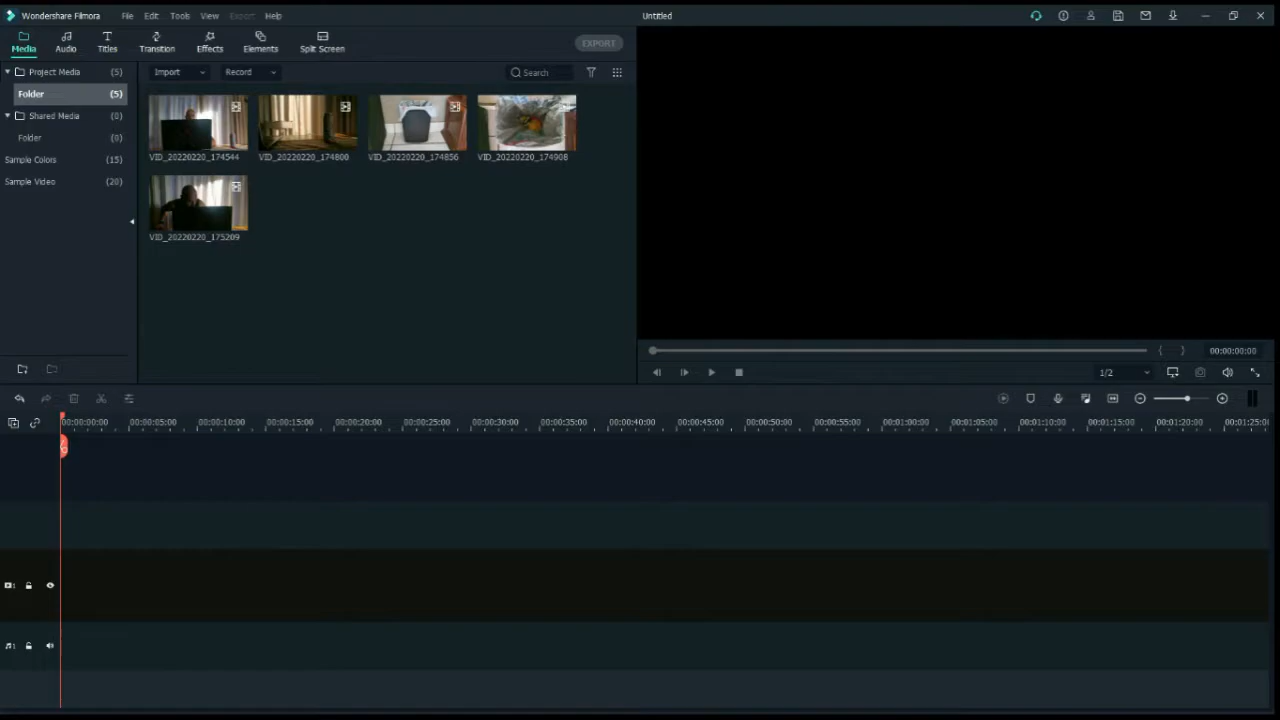 Wondershare Filmora File Edit Tools View Export Help Untitled
Media Audio Titles Transition Effects Elements Split Screen EXPORT
Project Media (5) Import Record Search
Folder (5)
Shared Media (0)
Folder (0)
Sample Colors (15)
Sample Video (20)
VID_20220220_174544 VID_20220220_174800 VID_20220220_174856 VID_20220220_174908
VID_20220220_175209
{ } 00:00:00:00
1/2
00:00:00:00 00:00:05:00 00:00:10:00 00:00:15:00 00:00:20:00 00:00:25:00 00:00:30:00 00:00:35:00 00:00:40:00 00:00:45:00 00:00:50:00 00:00:55:00 00:01:00:00 00:01:05:00 00:01:10:00 00:01:15:00 00:01:20:00 00:01:25:00
1
1